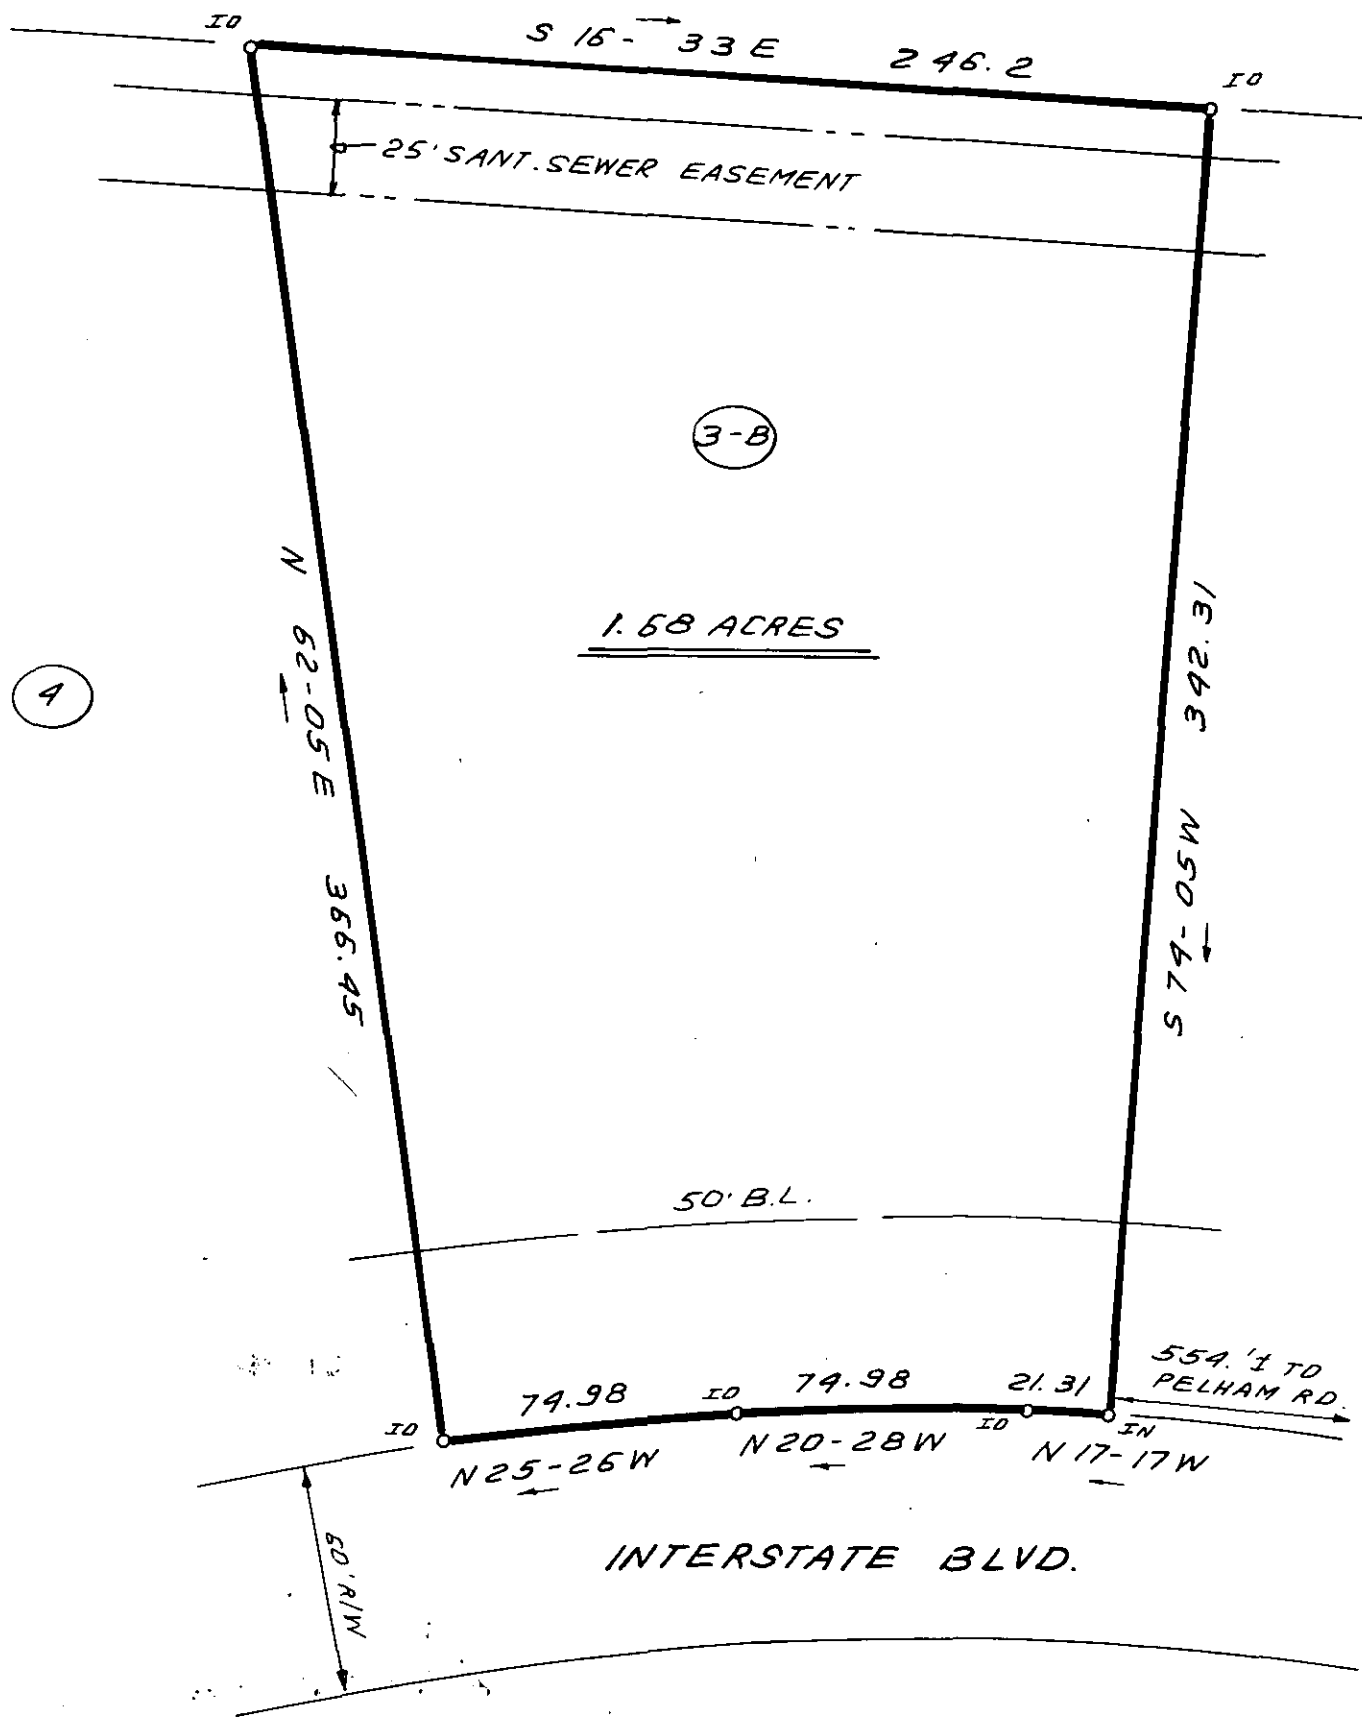 IO
S 16-33 E 246.2
IO
25' SANT. SEWER EASEMENT
3-B
1.68 ACRES
4
N 62-05 E 366.45
S 74-05 W 342.31
50' B.L.
554.'± TO
PELHAM RD.
74.98
IO
74.98
21.31
IO
IO
IN
N 25-26 W
N 20-28 W
N 17-17 W
60' R/W
INTERSTATE BLVD.